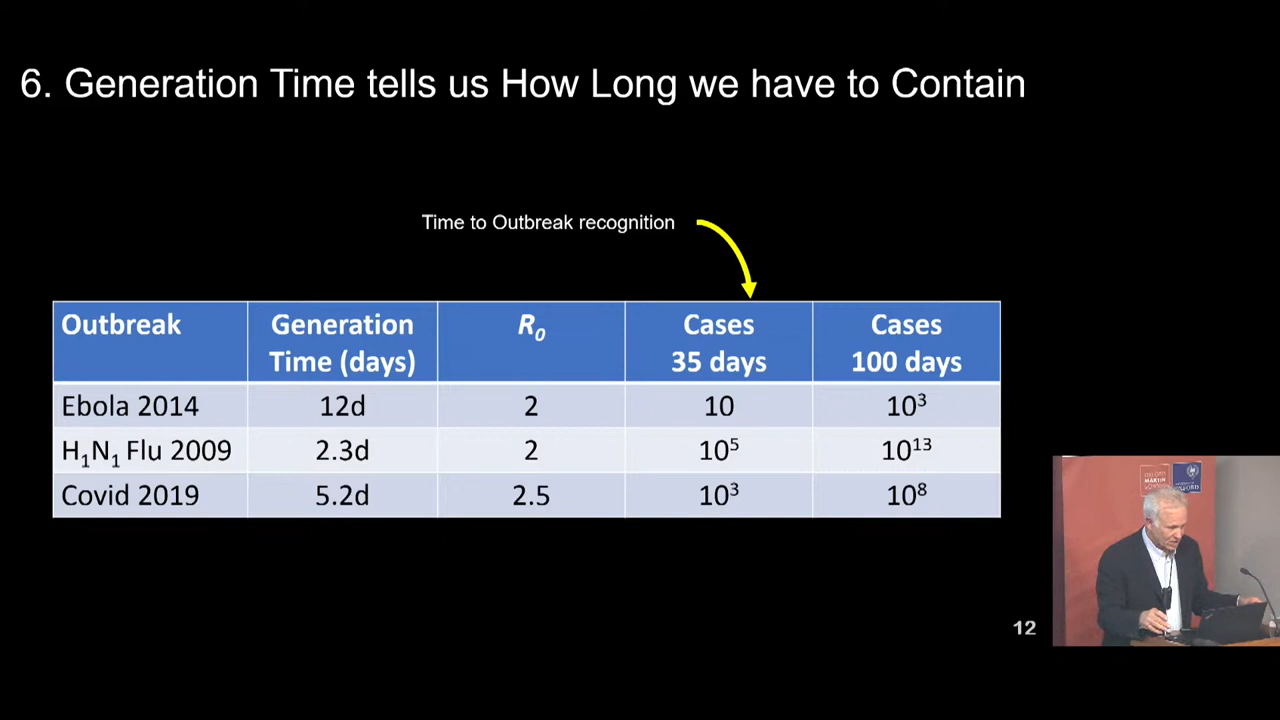 6. Generation Time tells us How Long we have to Contain
Time to Outbreak recognition
Outbreak Generation Time (days) R₀ Cases 35 days Cases 100 days
Ebola 2014 12d 2 10 10³
H₁N₁ Flu 2009 2.3d 2 10⁵ 10¹³
Covid 2019 5.2d 2.5 10³ 10⁸
OXFORD
MARTIN
12